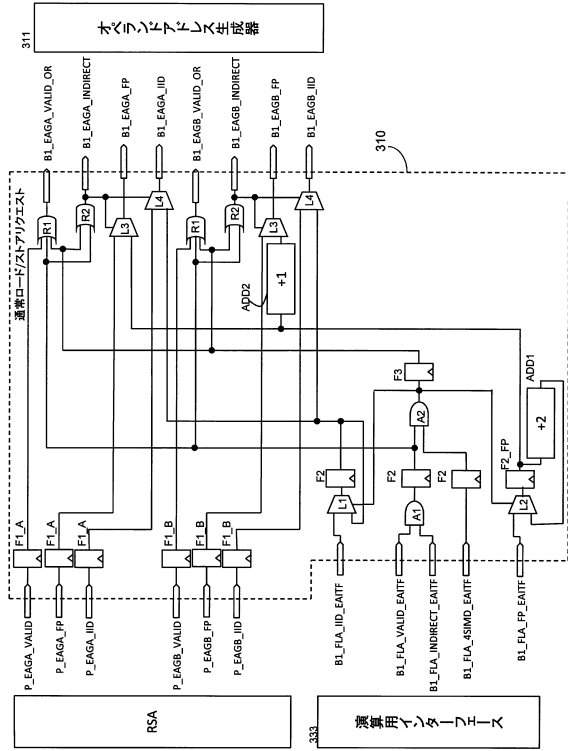 RSA
333
演算用インターフェース
P_EAGA_VALID
P_EAGA_FP
P_EAGA_IID
P_EAGB_VALID
P_EAGB_FP
P_EAGB_IID
B1_FLA_IID_EAITF
B1_FLA_VALID_EAITF
B1_FLA_INDIRECT_EAITF
B1_FLA_4SIMD_EAITF
B1_FLA_FP_EAITF
F1_A
F1_A
F1_A
F1_B
F1_B
F1_B
L1
F2
A1
F2
F2
L2
F2_FP
A2
F3
ADD1
+2
ADD2
+1
通常ロード/ストアリクエスト
R1
R2
L3
L4
R1
R2
L3
L4
310
B1_EAGA_VALID_OR
B1_EAGA_INDIRECT
B1_EAGA_FP
B1_EAGA_IID
B1_EAGB_VALID_OR
B1_EAGB_INDIRECT
B1_EAGB_FP
B1_EAGB_IID
311
オペランドアドレス生成器